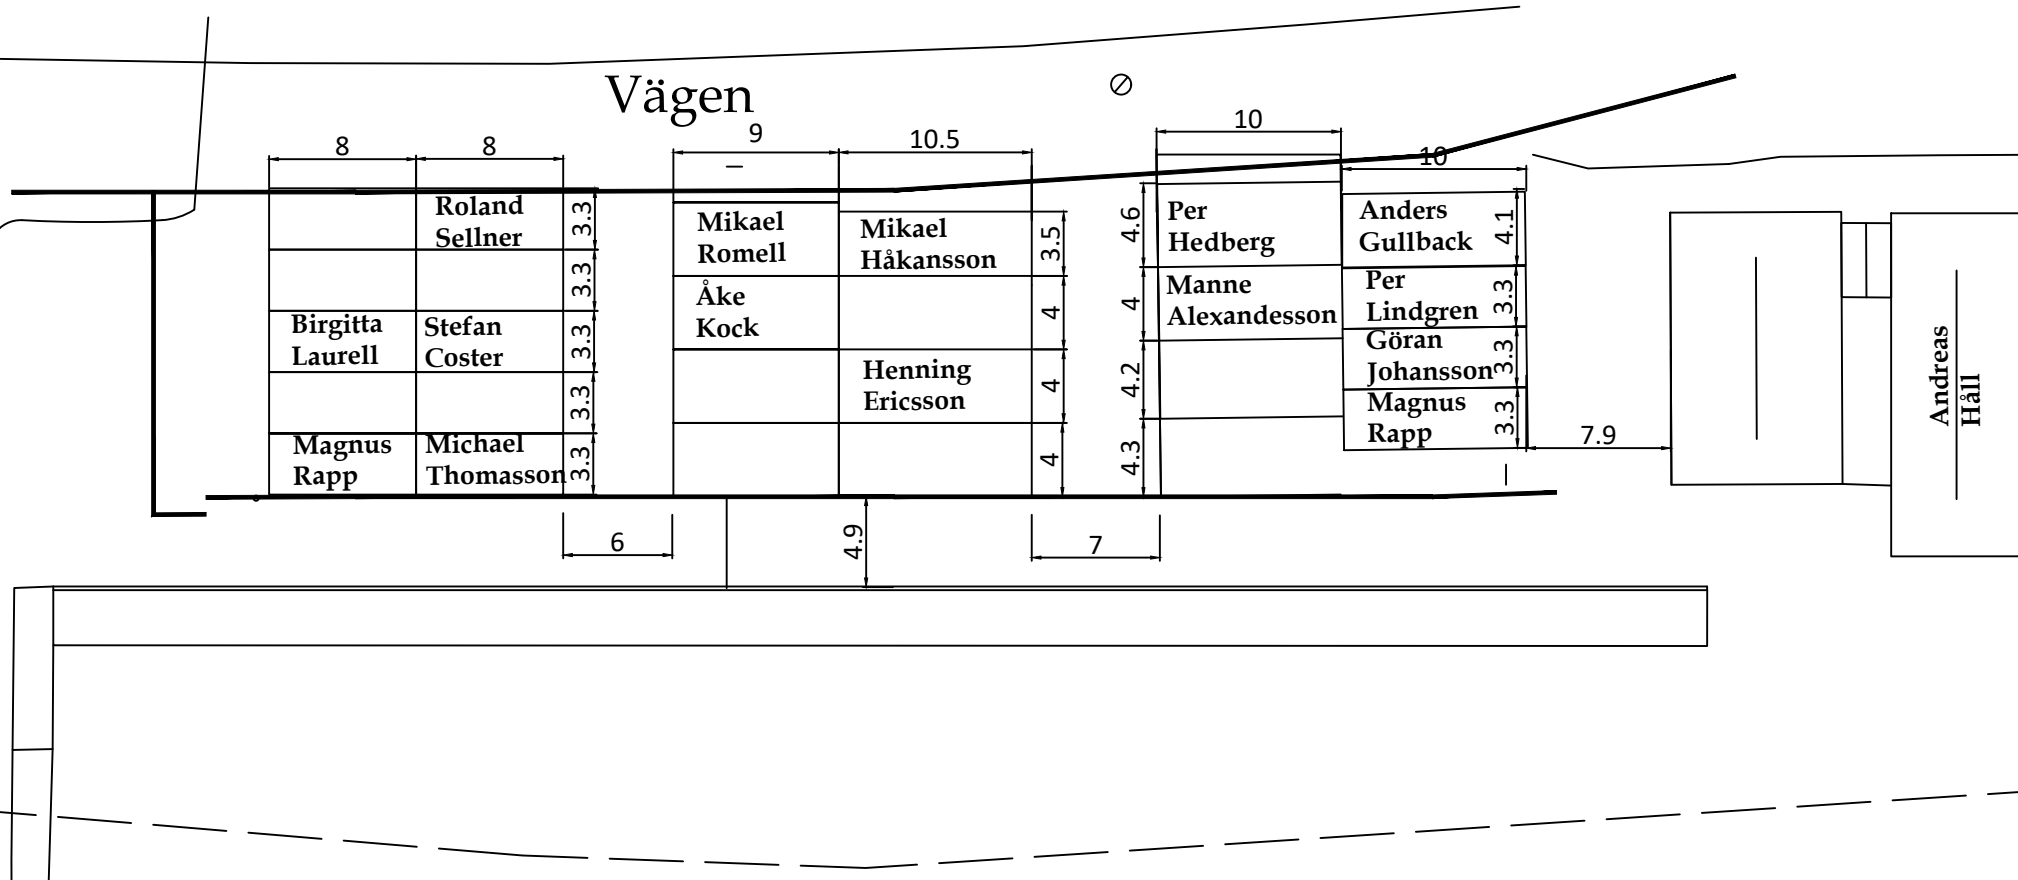 Vägen
8
8
9
10.5
10
10
Roland
Sellner
3.3
3.3
Birgitta
Laurell
Stefan
Coster
3.3
3.3
Magnus
Rapp
Michael
Thomasson
3.3
6
Mikael
Romell
Mikael
Håkansson
3.5
Åke
Kock
4
Henning
Ericsson
4
4
4.9
7
4.6
Per
Hedberg
4
Manne
Alexandesson
4.2
4.3
Anders
Gullback
4.1
Per
Lindgren
3.3
Göran
Johansson
3.3
Magnus
Rapp
3.3
7.9
Andreas
Håll